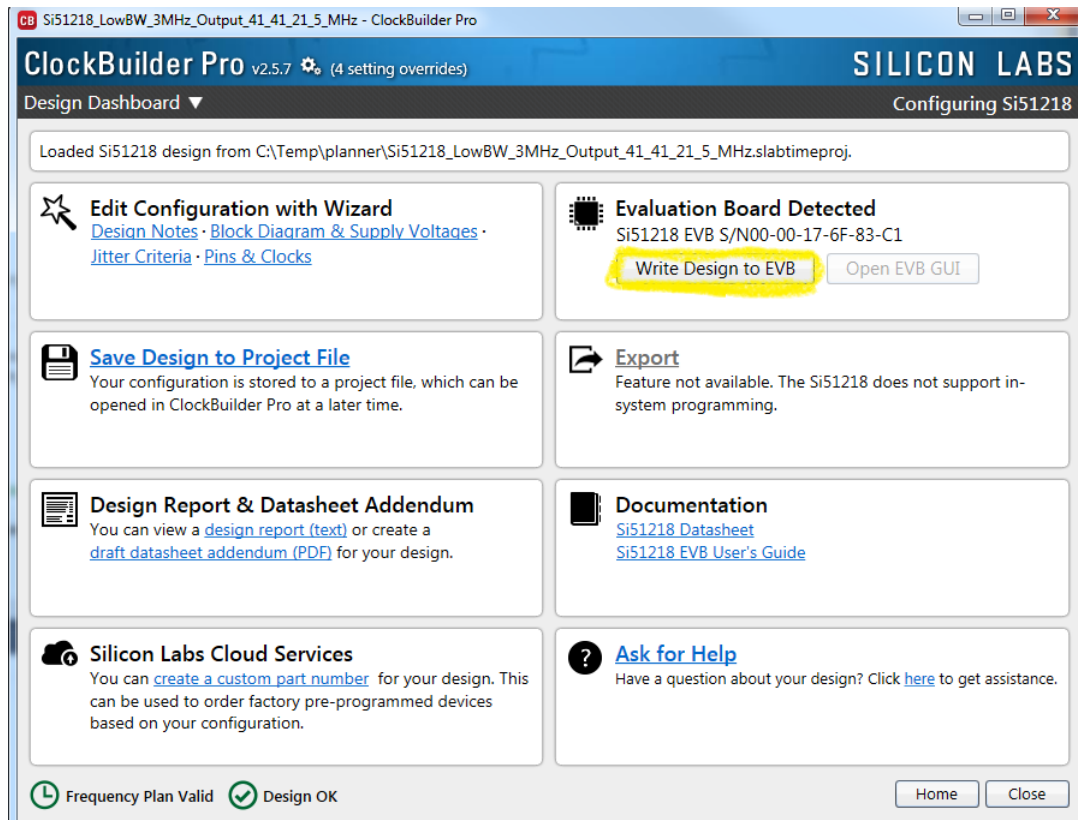 CB Si51218_LowBW_3MHz_Output_41_41_21_5_MHz - ClockBuilder Pro
ClockBuilder Pro v2.5.7 (4 setting overrides)
SILICON LABS
Design Dashboard ▼
Configuring Si51218
Loaded Si51218 design from C:\Temp\planner\Si51218_LowBW_3MHz_Output_41_41_21_5_MHz.slabtimeproj.
Edit Configuration with Wizard
Design Notes · Block Diagram & Supply Voltages ·
Jitter Criteria · Pins & Clocks
Evaluation Board Detected
Si51218 EVB S/N00-00-17-6F-83-C1
Write Design to EVB
Open EVB GUI
Save Design to Project File
Your configuration is stored to a project file, which can be
opened in ClockBuilder Pro at a later time.
Export
Feature not available. The Si51218 does not support in-
system programming.
Design Report & Datasheet Addendum
You can view a design report (text) or create a
draft datasheet addendum (PDF) for your design.
Documentation
Si51218 Datasheet
Si51218 EVB User's Guide
Silicon Labs Cloud Services
You can create a custom part number for your design. This
can be used to order factory pre-programmed devices
based on your configuration.
?
Ask for Help
Have a question about your design? Click here to get assistance.
Frequency Plan Valid
Design OK
Home
Close